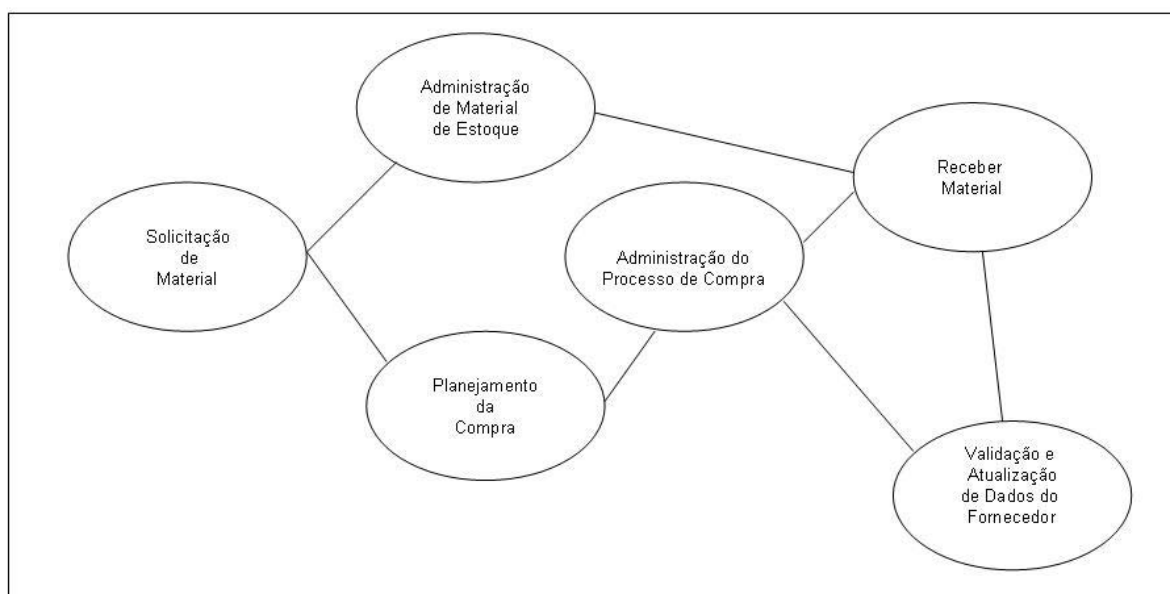 Administração
de Material
de Estoque
Receber
Material
Solicitação
de
Material
Administração do
Processo de Compra
Planejamento
da
Compra
Validação e
Atualização
de Dados do
Fornecedor